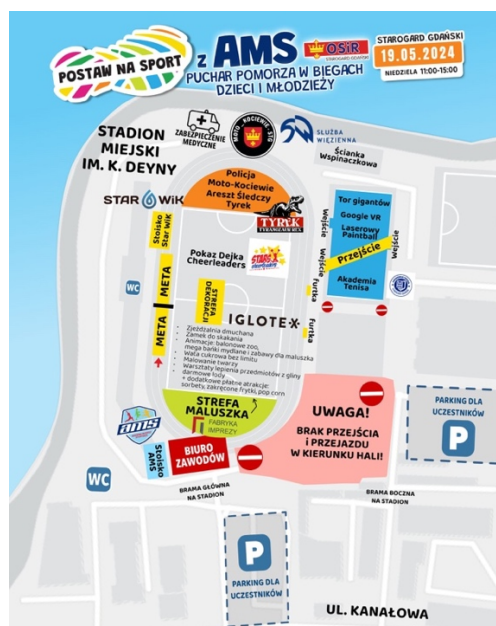 POSTAW NA SPORT
z AMS
OSiR
STAROGARD GDAŃSKI
STAROGARD GDAŃSKI
19.05.2024
NIEDZIELA 11:00-15:00
PUCHAR POMORZA W BIEGACH
DZIECI I MŁODZIEŻY
STADION
MIEJSKI
IM. K. DEYNY
ZABEZPIECZENIE
MEDYCZNE
MOTO-KOCIEWIE
SŁUŻBA
WIĘZIENNA
Ścianka
Wspinaczkowa
STAR WiK
Policja
Moto-Kociewie
Areszt Śledczy
Tyrek
TYREK
Stoisko
Star WiK
META
META
WC
Pokaz Dejka
Cheerleaders
STARS
STREFA
DEKORACJI
IGLOTEX
Tor gigantów
Google VR
Laserowy
Paintball
Przejście
Akademia
Tenisa
Wejście
Wejście
Wejście
Furtka
Furtka
Zjeżdżalnia dmuchana
Zamek do skakania
Animacje, balonowe zoo,
mega bańki mydlane i zabawy dla maluszka
Wata cukrowa bez limitu
Malowanie twarzy
Warsztaty lepienia przedmiotów z gliny
darmowe lody
+ dodatkowe płatne atrakcje:
sorbety, zakręcone frytki, pop corn
STREFA
MALUSZKA
FABRYKA
IMPREZY
AMS
Stoisko
AMS
BIURO
ZAWODÓW
WC
UWAGA!
BRAK PRZEJŚCIA
I PRZEJAZDU
W KIERUNKU HALI!
PARKING DLA
UCZESTNIKÓW
P
BRAMA GŁÓWNA
NA STADION
BRAMA BOCZNA
NA STADION
P
PARKING DLA
UCZESTNIKÓW
UL. KANAŁOWA